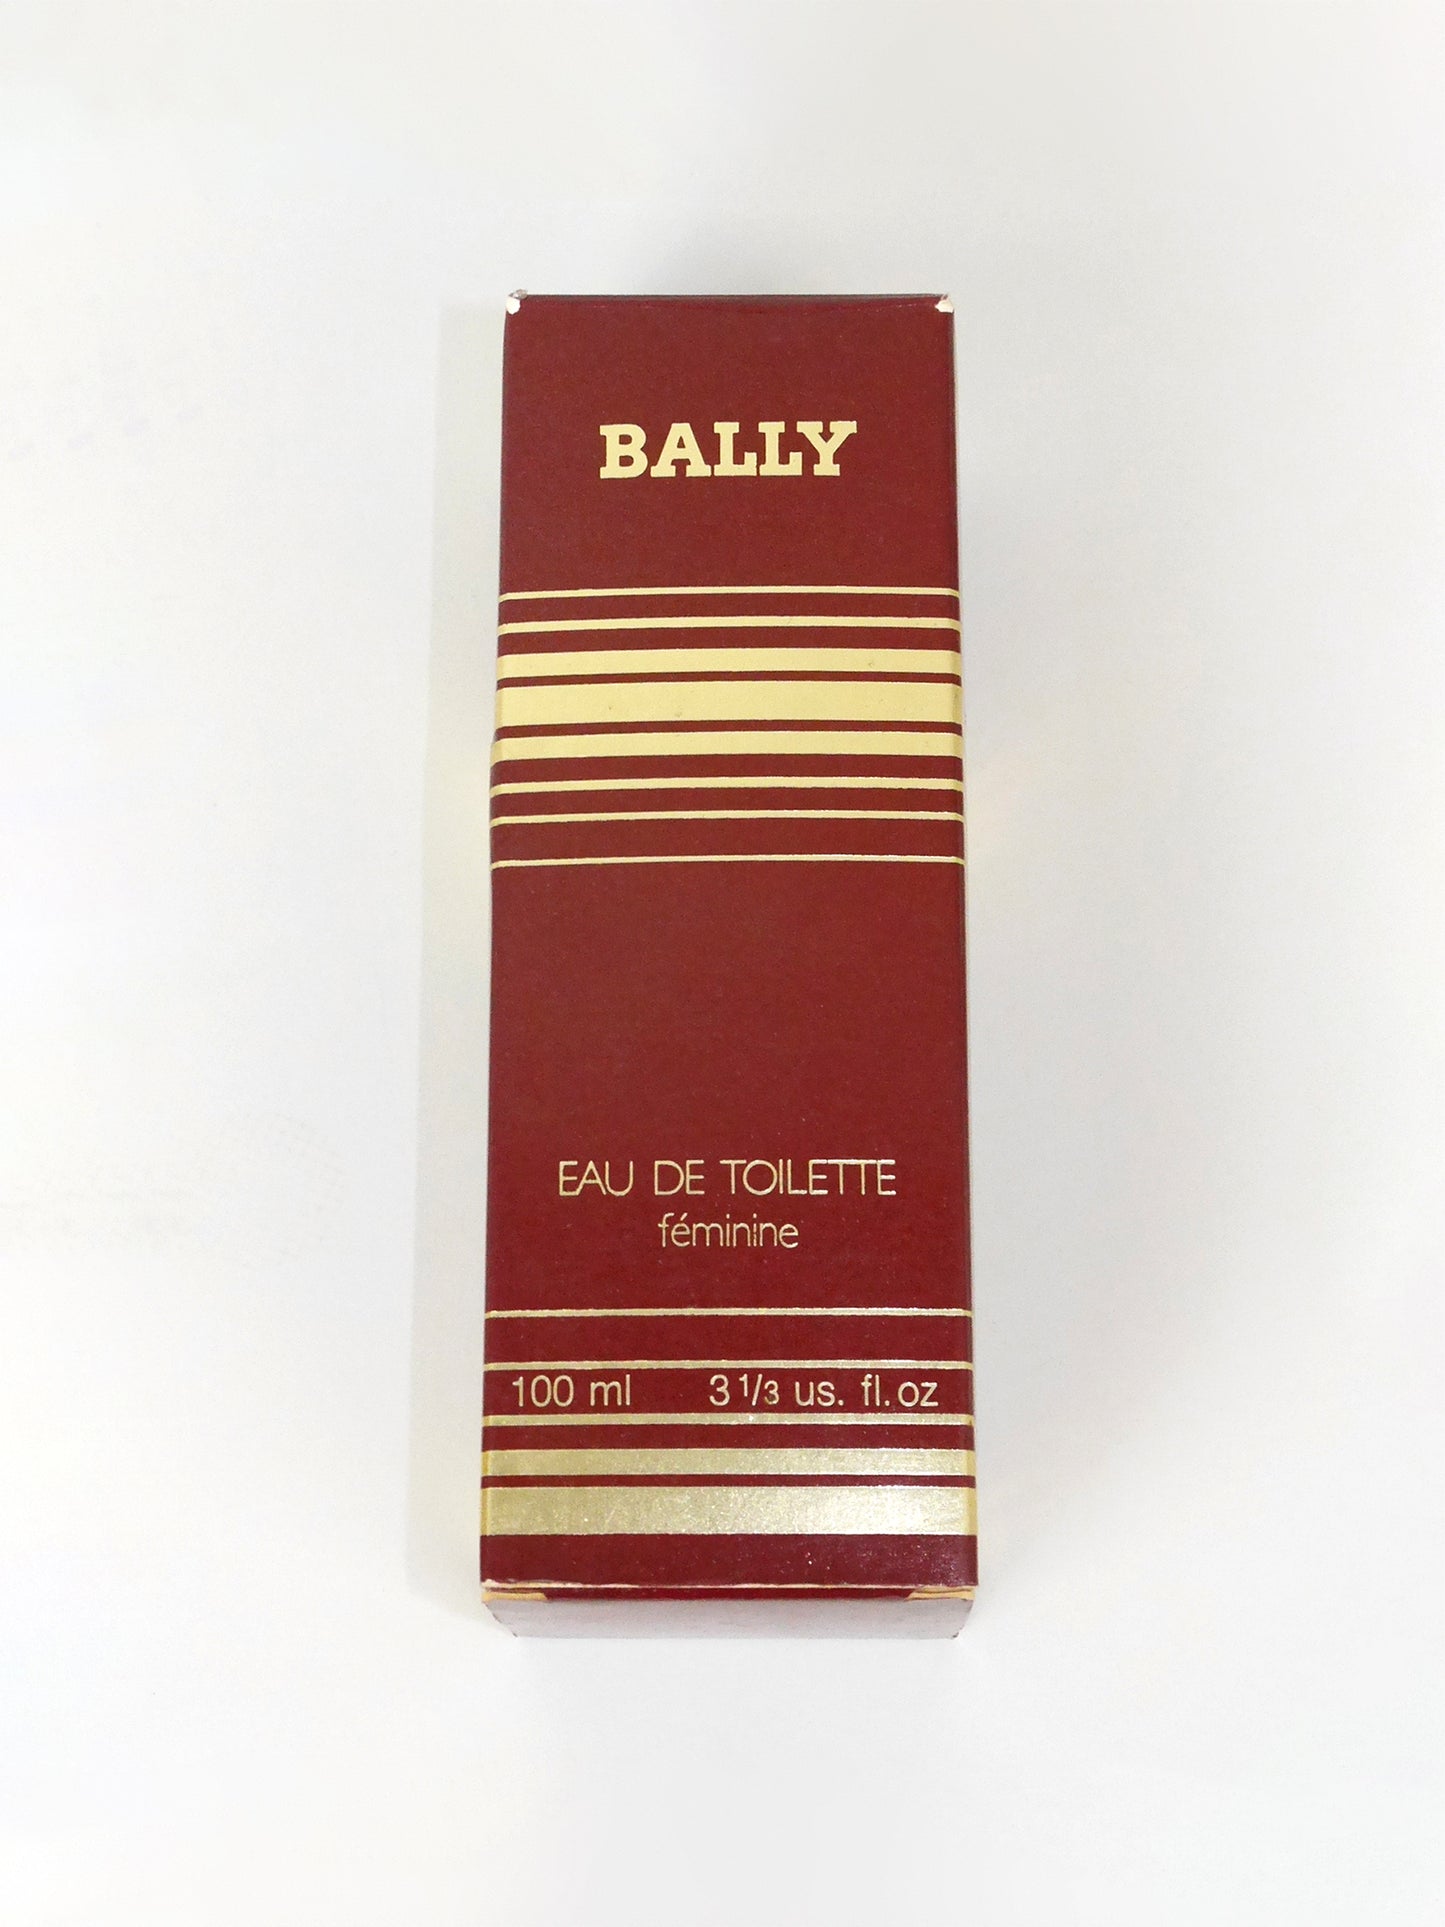 BALLY
EAU DE TOILETTE
féminine
100 ml 3 1/3 us. fl. oz